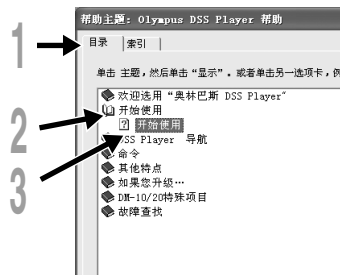 帮助主题: Olympus DSS Player 帮助
1
目录
索引
单击 主题，然后单击“显示”。或者单击另一选项卡，例
欢迎选用“奥林巴斯 DSS Player”
2
开始使用
? 开始使用
DSS Player 导航
3
命令
其他特点
如果您升级…
DM-10/20特殊项目
故障查找